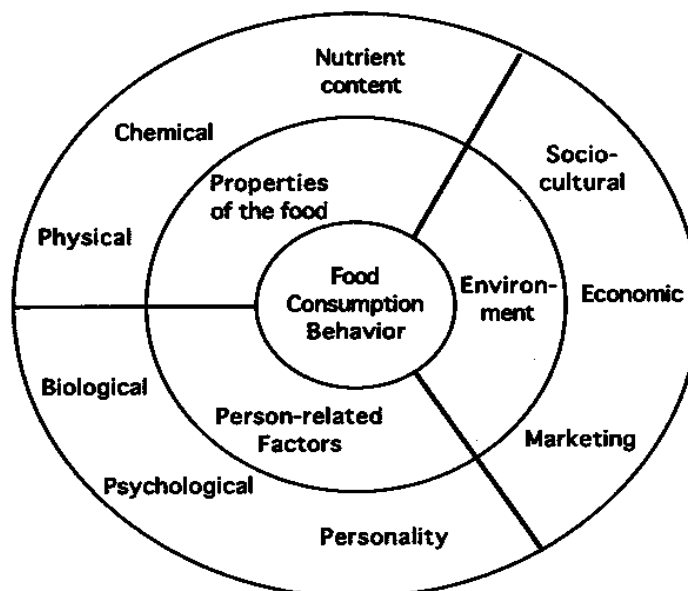 Nutrient
content
Chemical
Physical
Properties
of the food
Socio-
cultural
Economic
Marketing
Environ-
ment
Food
Consumption
Behavior
Biological
Psychological
Personality
Person-related
Factors